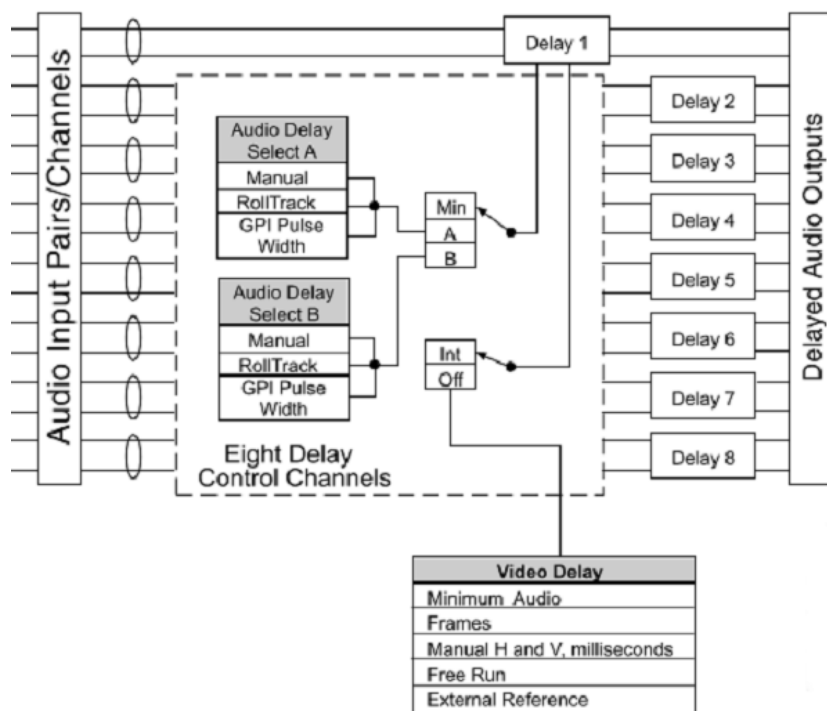 Audio Input Pairs/Channels
Delay 1
Audio Delay
Select A
Manual
RollTrack
GPI Pulse
Width
Audio Delay
Select B
Manual
RollTrack
GPI Pulse
Width
Min
A
B
Int
Off
Eight Delay
Control Channels
Delay 2
Delay 3
Delay 4
Delay 5
Delay 6
Delay 7
Delay 8
Delayed Audio Outputs
Video Delay
Minimum Audio
Frames
Manual H and V, milliseconds
Free Run
External Reference